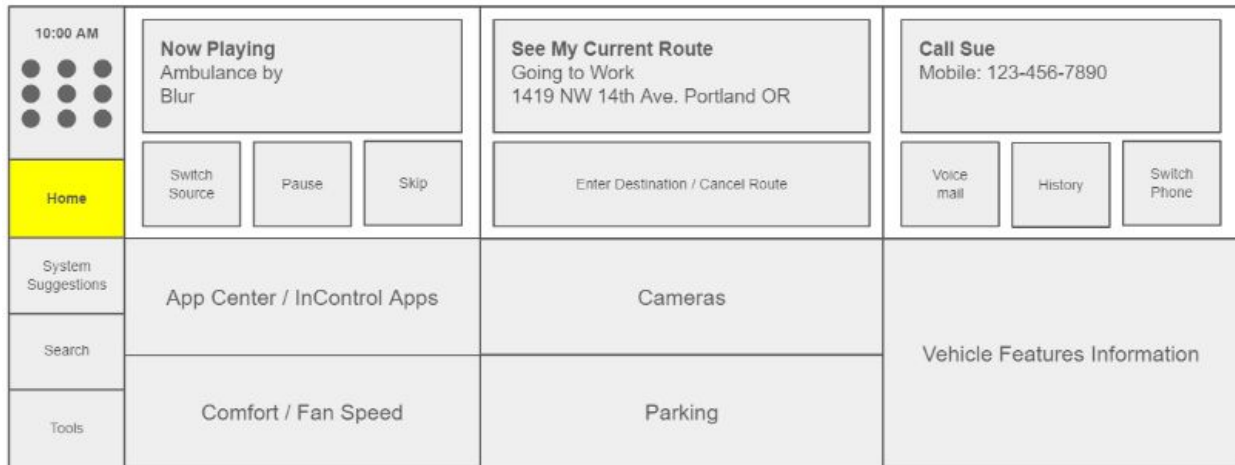 10:00 AM
Home
System
Suggestions
Search
Tools
Now Playing
Ambulance by
Blur
Switch
Source
Pause
Skip
See My Current Route
Going to Work
1419 NW 14th Ave. Portland OR
Enter Destination / Cancel Route
Call Sue
Mobile: 123-456-7890
Voice
mail
History
Switch
Phone
App Center / InControl Apps
Cameras
Vehicle Features Information
Comfort / Fan Speed
Parking